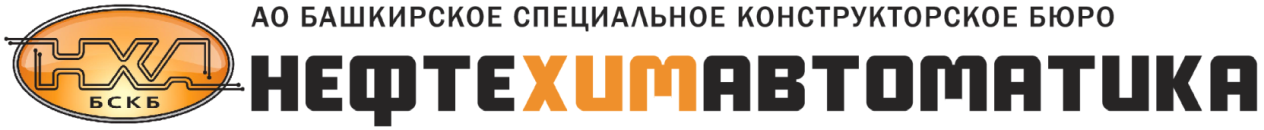 АО БАШКИРСКОЕ СПЕЦИАЛЬНОЕ КОНСТРУКТОРСКОЕ БЮРО
НХА
БСКБ
НЕФТЕХИМАВТОМАТИКА